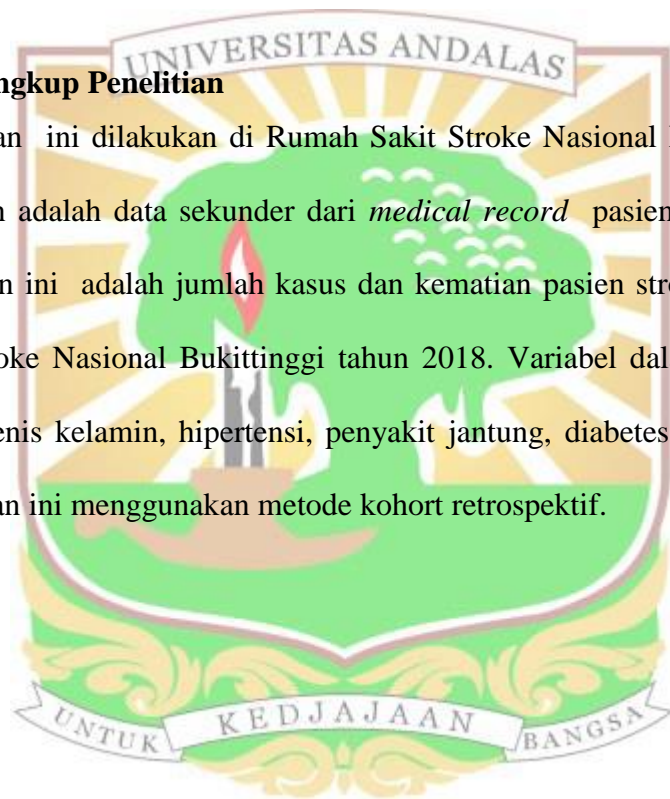 UNIVERSITAS ANDALAS
ngkup Penelitian
an ini dilakukan di Rumah Sakit Stroke Nasional
n adalah data sekunder dari medical record pasien
n ini adalah jumlah kasus dan kematian pasien stro
oke Nasional Bukittinggi tahun 2018. Variabel dal
enis kelamin, hipertensi, penyakit jantung, diabetes
an ini menggunakan metode kohort retrospektif.
UNTUK KEDJAJAAN BANGSA